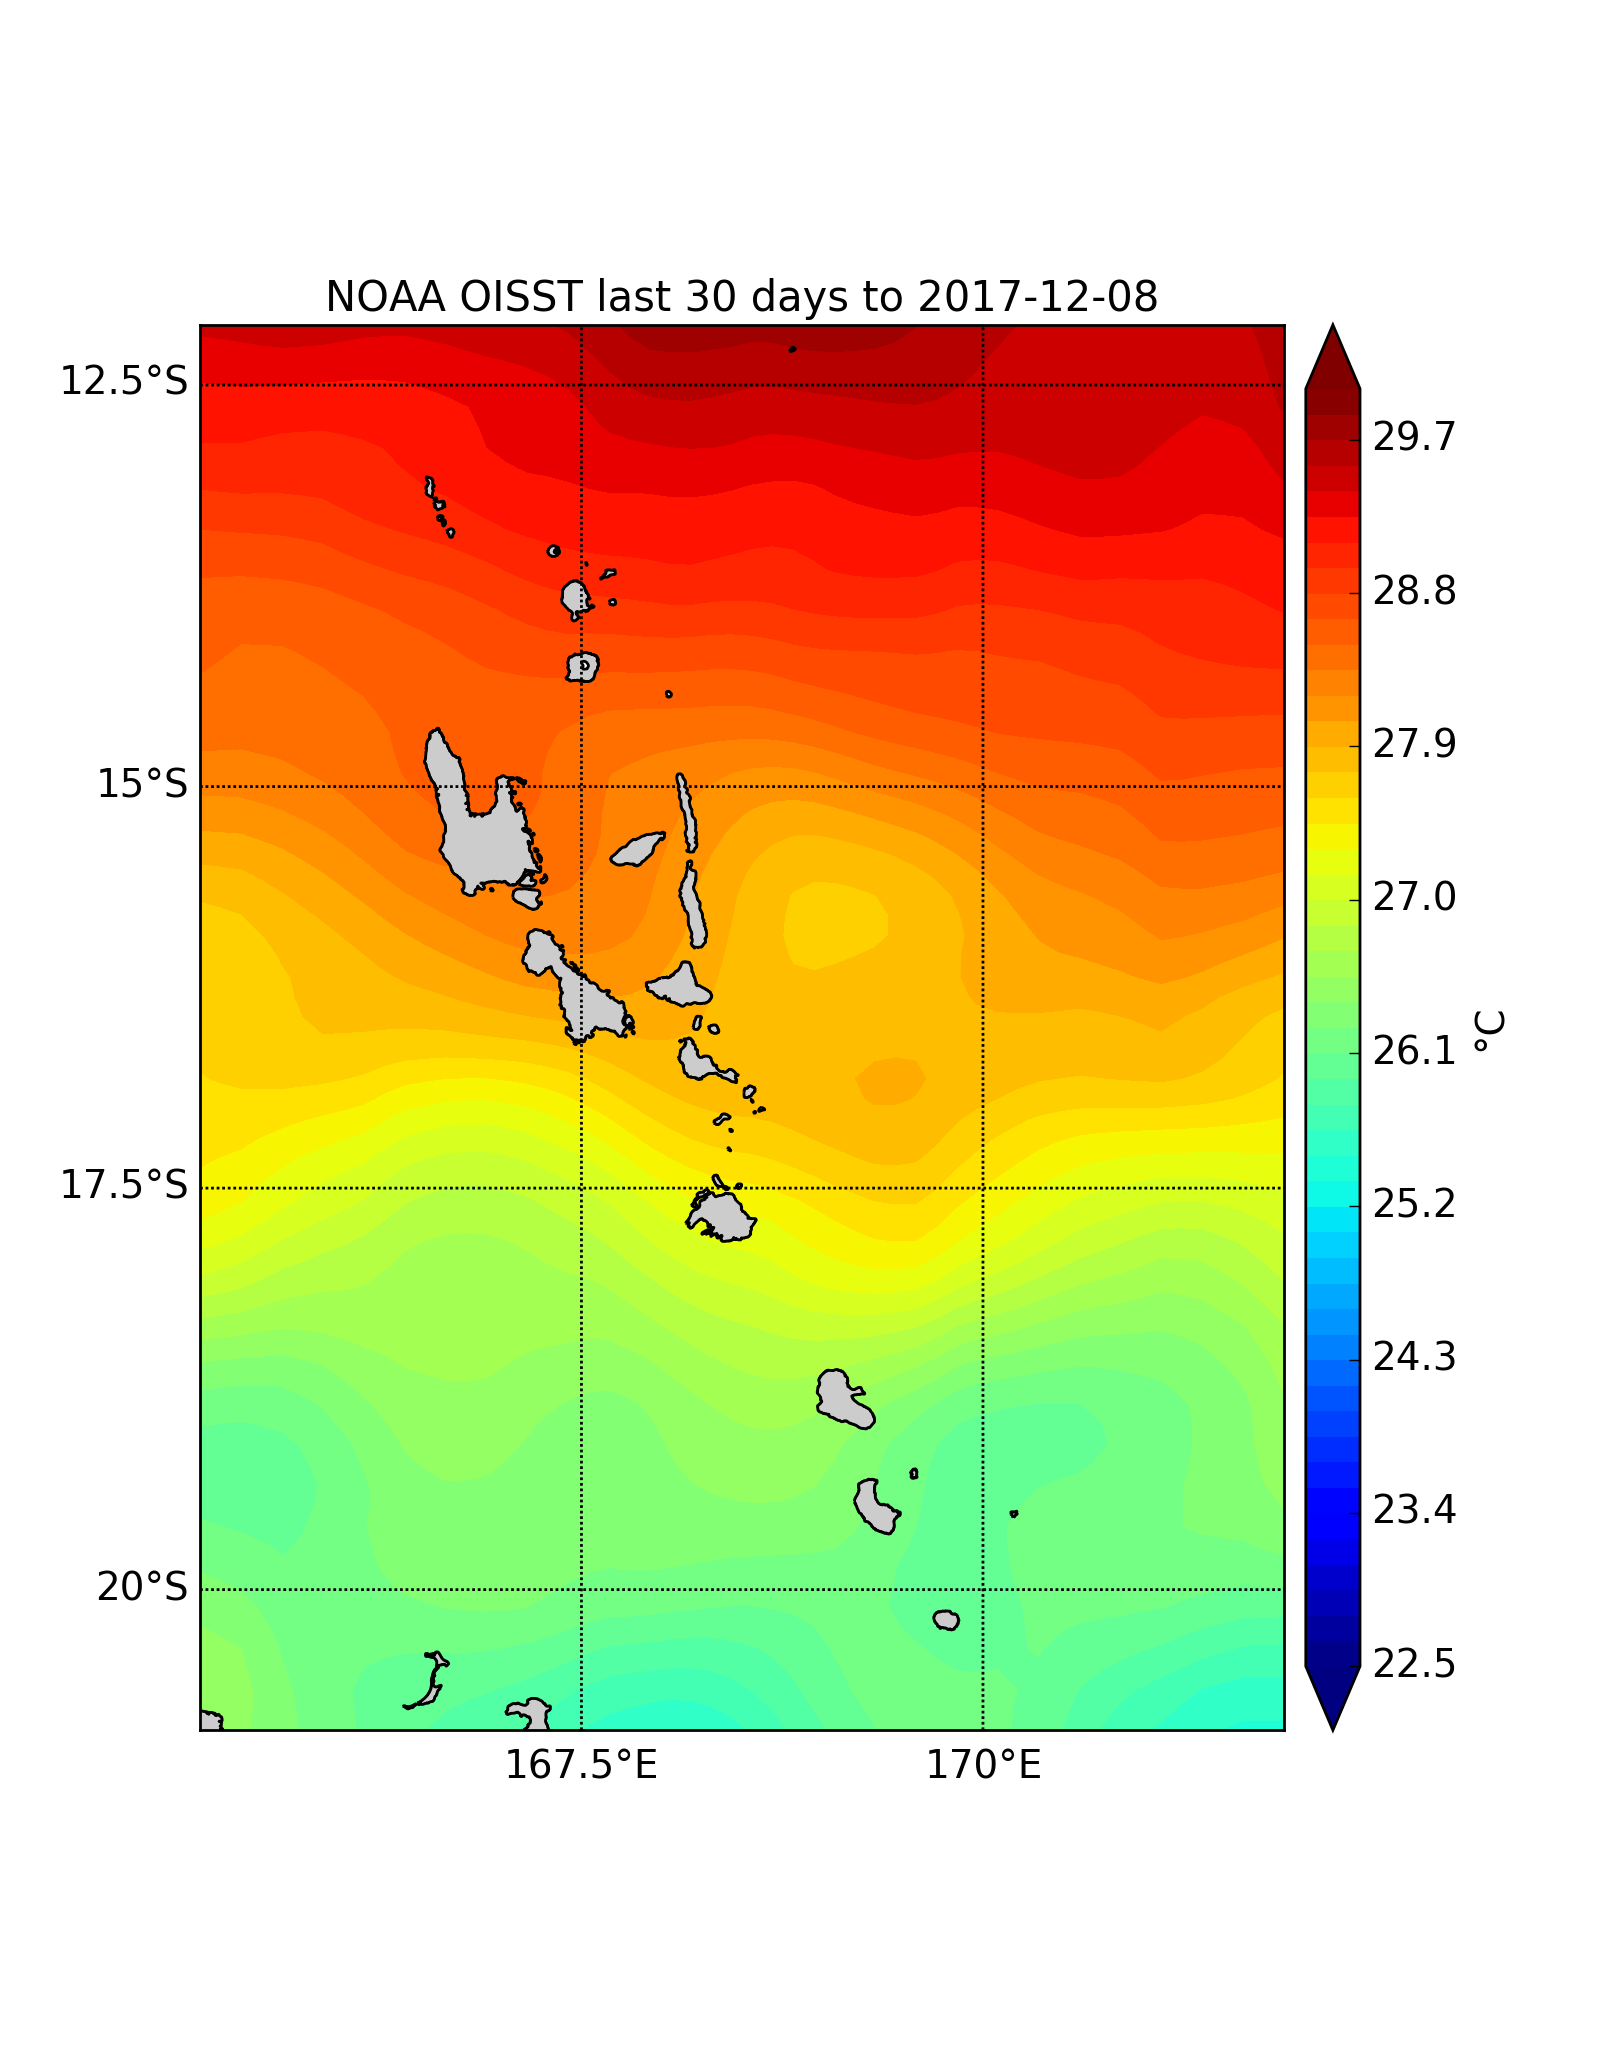 NOAA OISST last 30 days to 2017-12-08
12.5°S
15°S
17.5°S
20°S
167.5°E
170°E
29.7
28.8
27.9
27.0
26.1
25.2
24.3
23.4
22.5
°C